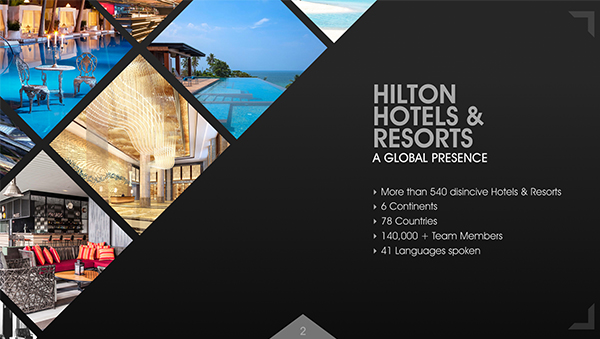 HILTON
HOTELS &
RESORTS
A GLOBAL PRESENCE
More than 540 disincive Hotels & Resorts
6 Continents
78 Countries
140,000 + Team Members
41 Languages spoken
2